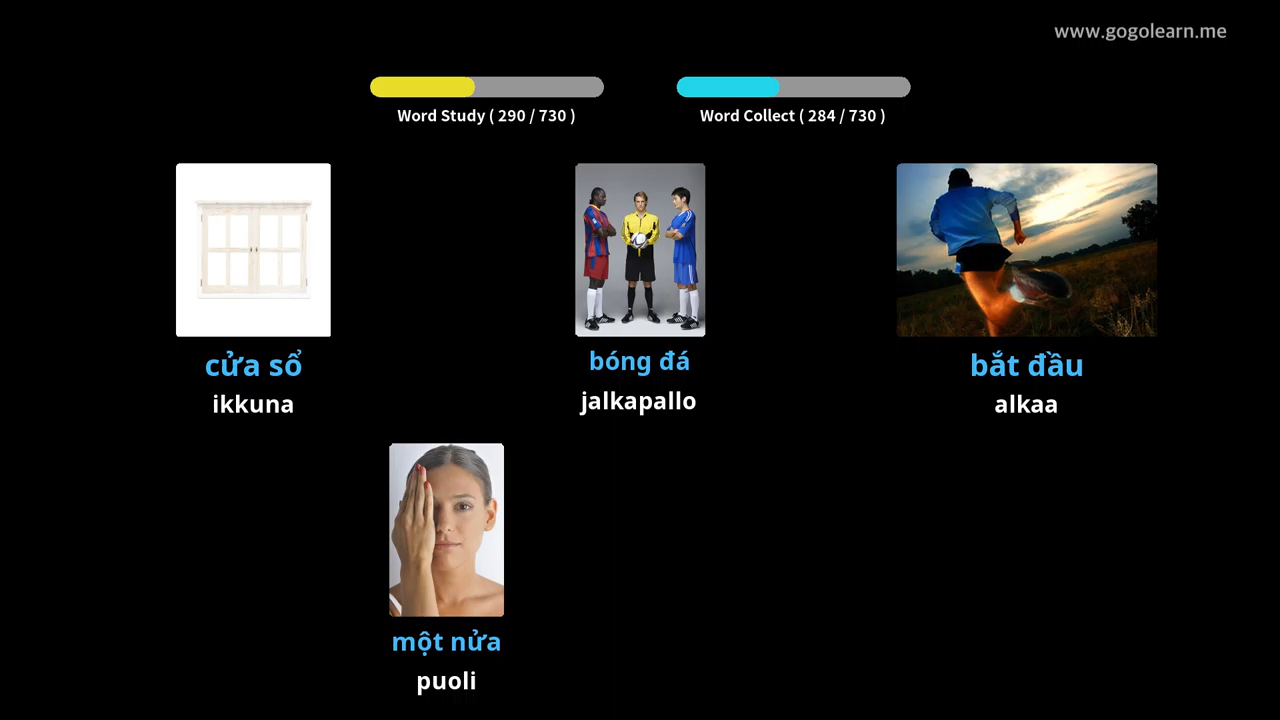 www.gogolearn.me
Word Study ( 290 / 730 )
Word Collect ( 284 / 730 )
cửa sổ
ikkuna
bóng đá
jalkapallo
bắt đầu
alkaa
một nửa
puoli